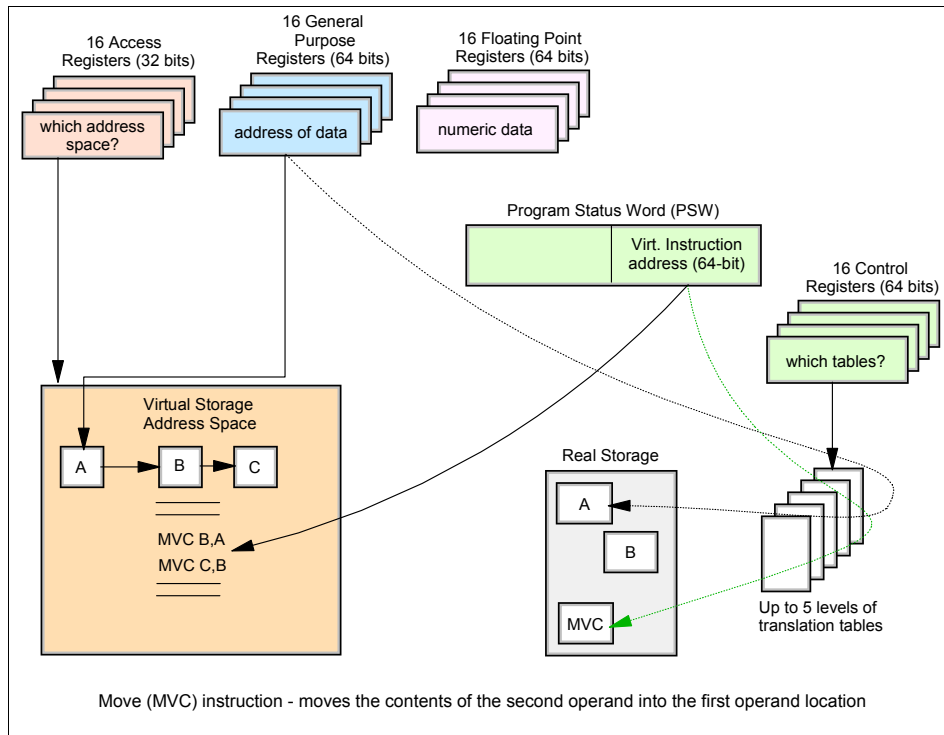 16 Access
Registers (32 bits)
16 General
Purpose
Registers (64 bits)
16 Floating Point
Registers (64 bits)
which address
space?
address of data
numeric data
Program Status Word (PSW)
Virt. Instruction
address (64-bit)
16 Control
Registers (64 bits)
which tables?
Virtual Storage
Address Space
A
B
C
MVC B,A
MVC C,B
Real Storage
A
B
MVC
Up to 5 levels of
translation tables
Move (MVC) instruction - moves the contents of the second operand into the first operand location